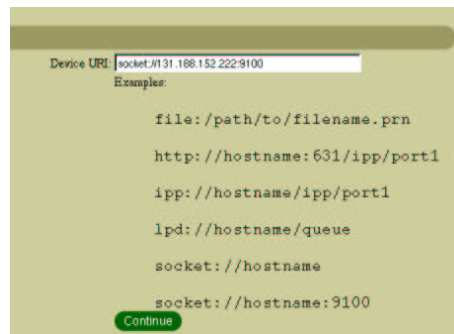 Device URI: socket://131.188.152.222:9100
Examples:
file:/path/to/filename.prn
http://hostname:631/ipp/port1
ipp://hostname/ipp/port1
lpd://hostname/queue
socket://hostname
socket://hostname:9100
Continue